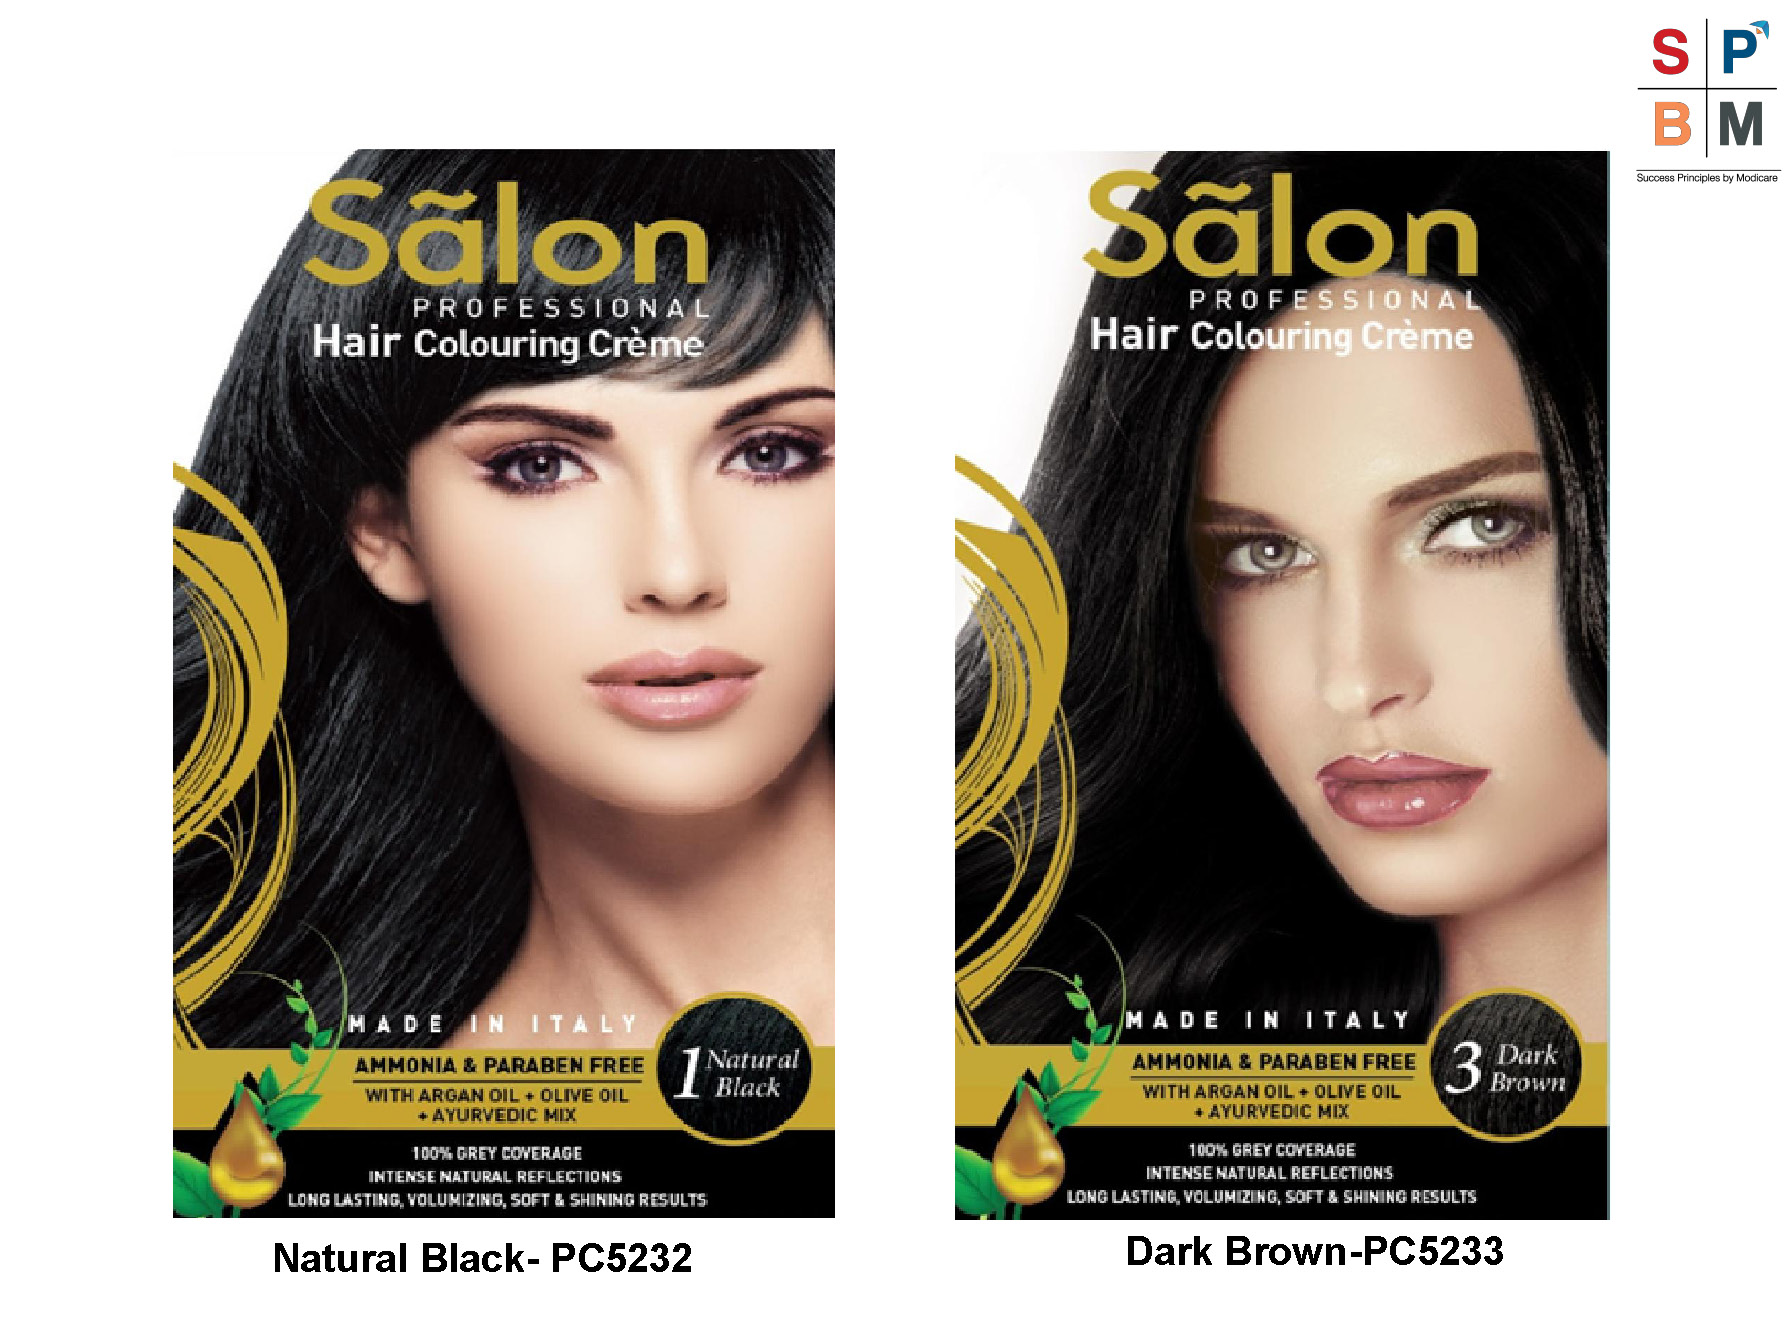 S P
B M
Success Principles by Modicare
Sãlon
PROFESSIONAL
Hair Colouring Crème
MADE IN ITALY
AMMONIA & PARABEN FREE
WITH ARGAN OIL + OLIVE OIL
+ AYURVEDIC MIX
1 Natural
Black
100% GREY COVERAGE
INTENSE NATURAL REFLECTIONS
LONG LASTING, VOLUMIZING, SOFT & SHINING RESULTS
Natural Black- PC5232
Sãlon
PROFESSIONAL
Hair Colouring Crème
MADE IN ITALY
AMMONIA & PARABEN FREE
WITH ARGAN OIL + OLIVE OIL
+ AYURVEDIC MIX
3 Dark
Brown
100% GREY COVERAGE
INTENSE NATURAL REFLECTIONS
LONG LASTING, VOLUMIZING, SOFT & SHINING RESULTS
Dark Brown-PC5233